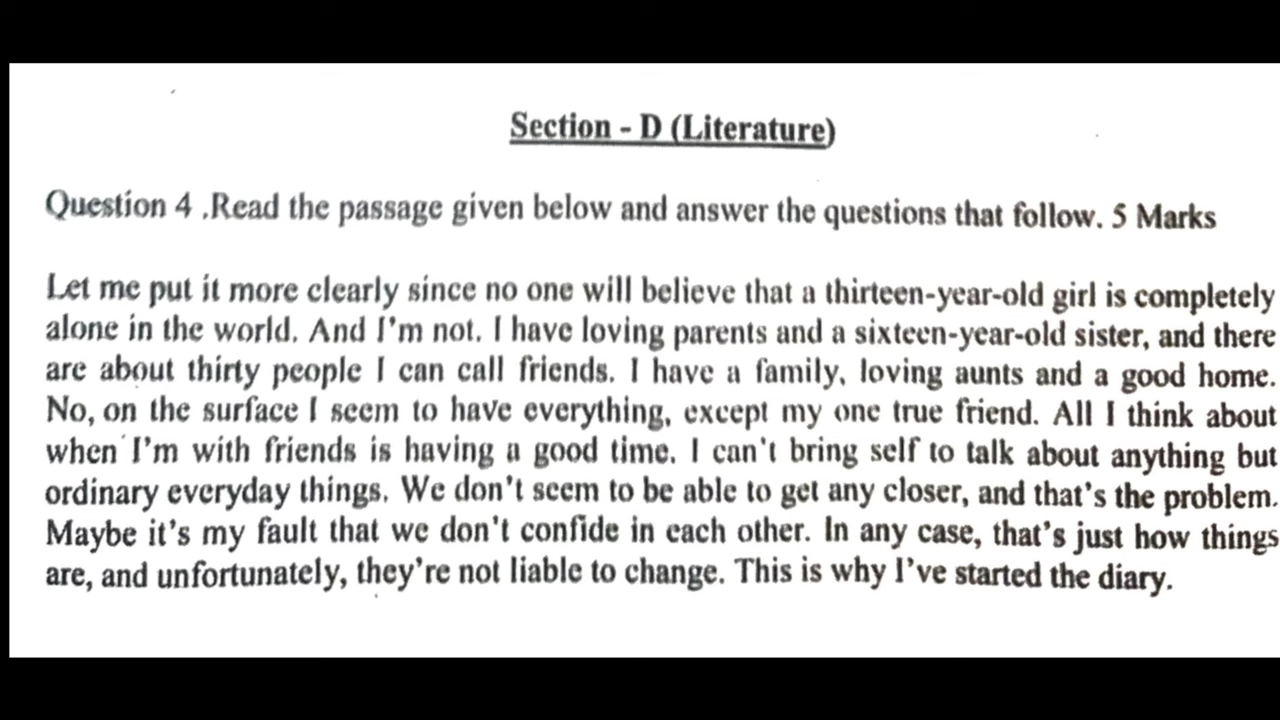 Section - D (Literature)
Question 4 .Read the passage given below and answer the questions that follow. 5 Marks
Let me put it more clearly since no one will believe that a thirteen-year-old girl is completely
alone in the world. And I'm not. I have loving parents and a sixteen-year-old sister, and there
are about thirty people I can call friends. I have a family, loving aunts and a good home.
No, on the surface I seem to have everything, except my one true friend. All I think about
when I'm with friends is having a good time. I can't bring self to talk about anything but
ordinary everyday things. We don't seem to be able to get any closer, and that's the problem.
Maybe it's my fault that we don't confide in each other. In any case, that's just how things
are, and unfortunately, they're not liable to change. This is why I've started the diary.